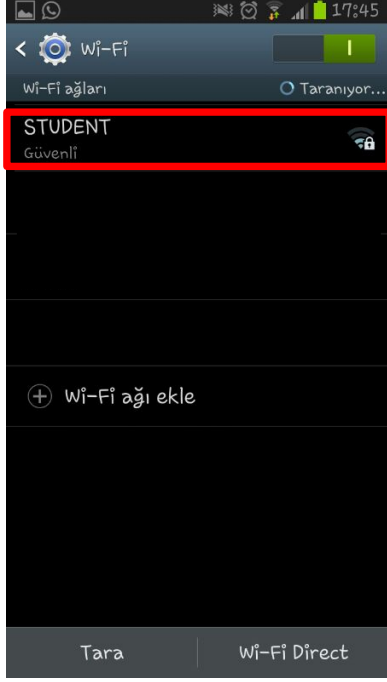 17:45
Wi-Fi
Wi-Fi ağları
Taranıyor...
STUDENT
Güvenli
Wi-Fi ağı ekle
Tara
Wi-Fi Direct